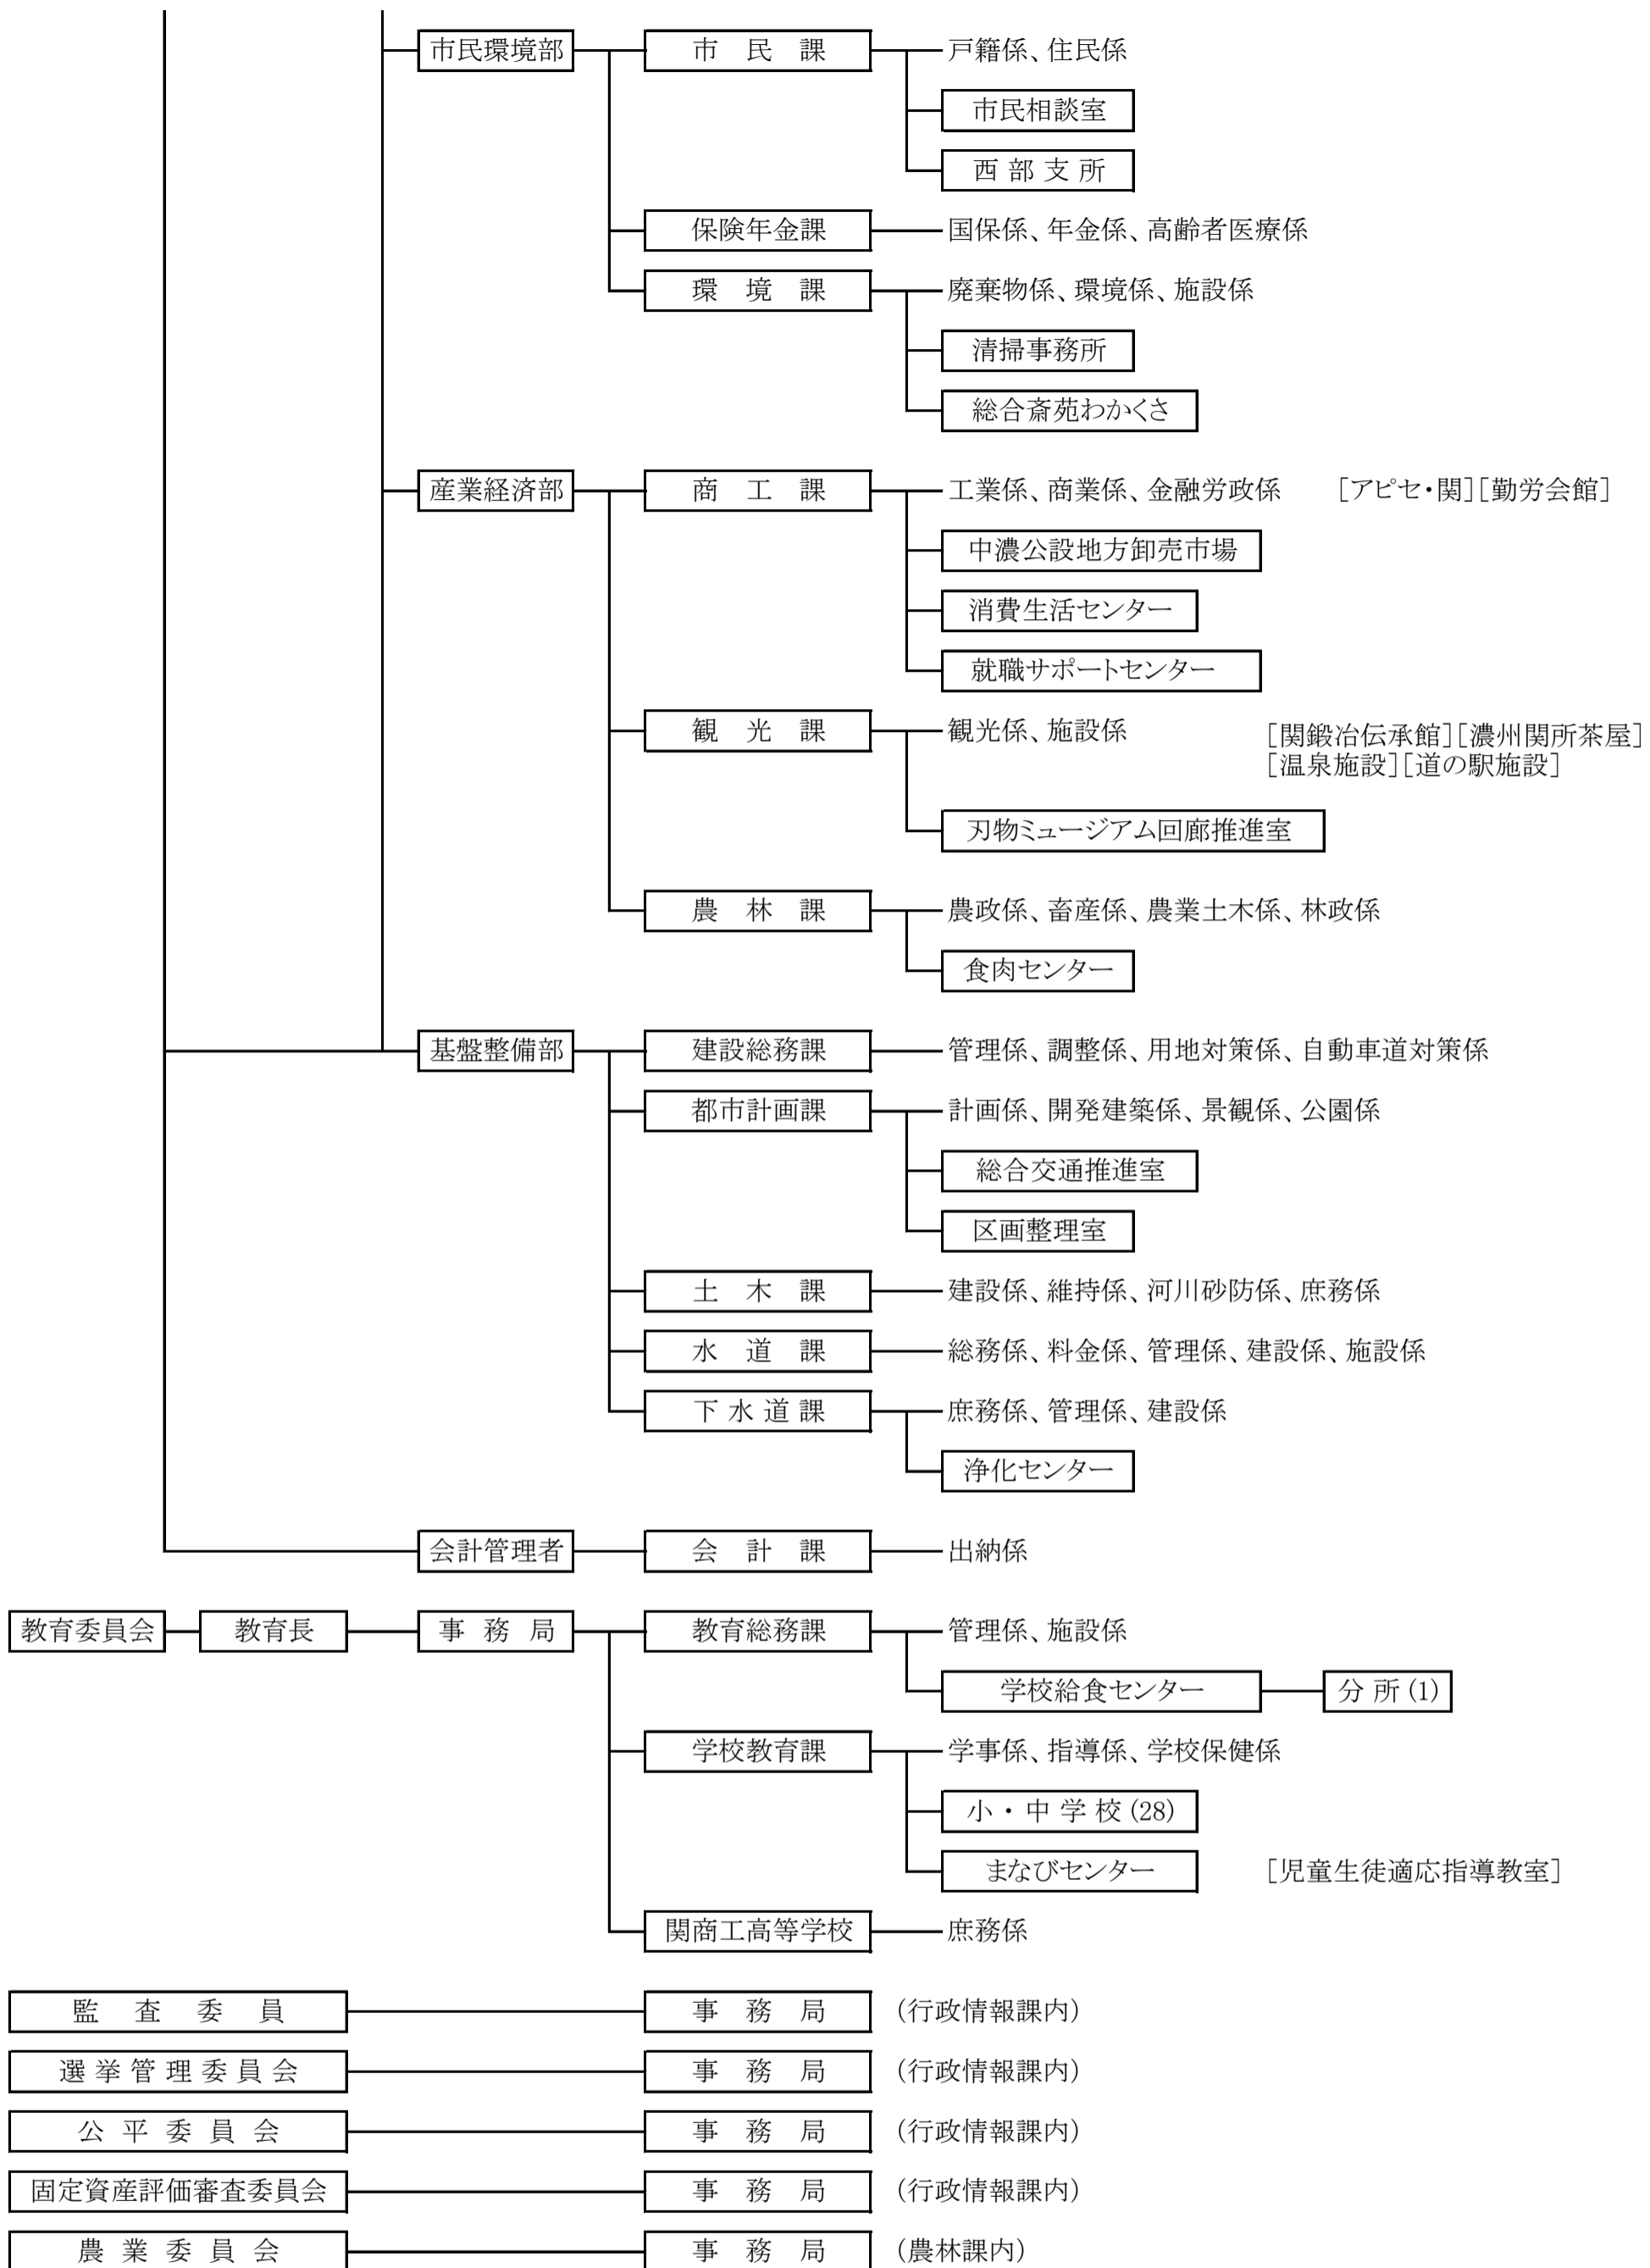 市民環境部 市民課 戸籍係、住民係
市民相談室
西部支所
保険年金課 国保係、年金係、高齢者医療係
環境課 廃棄物係、環境係、施設係
清掃事務所
総合斎苑わかくさ
産業経済部 商工課 工業係、商業係、金融労政係 [アピセ・関][勤労会館]
中濃公設地方卸売市場
消費生活センター
就職サポートセンター
観光課 観光係、施設係 [関鍛冶伝承館][濃州関所茶屋]
[温泉施設][道の駅施設]
刃物ミュージアム回廊推進室
農林課 農政係、畜産係、農業土木係、林政係
食肉センター
基盤整備部 建設総務課 管理係、調整係、用地対策係、自動車道対策係
都市計画課 計画係、開発建築係、景観係、公園係
総合交通推進室
区画整理室
土木課 建設係、維持係、河川砂防係、庶務係
水道課 総務係、料金係、管理係、建設係、施設係
下水道課 庶務係、管理係、建設係
浄化センター
会計管理者 会計課 出納係
教育委員会 教育長 事務局 教育総務課 管理係、施設係
学校給食センター 分所(1)
学校教育課 学事係、指導係、学校保健係
小・中学校(28)
まなびセンター [児童生徒適応指導教室]
関商工高等学校 庶務係
監査委員 事務局 (行政情報課内)
選挙管理委員会 事務局 (行政情報課内)
公平委員会 事務局 (行政情報課内)
固定資産評価審査委員会 事務局 (行政情報課内)
農業委員会 事務局 (農林課内)